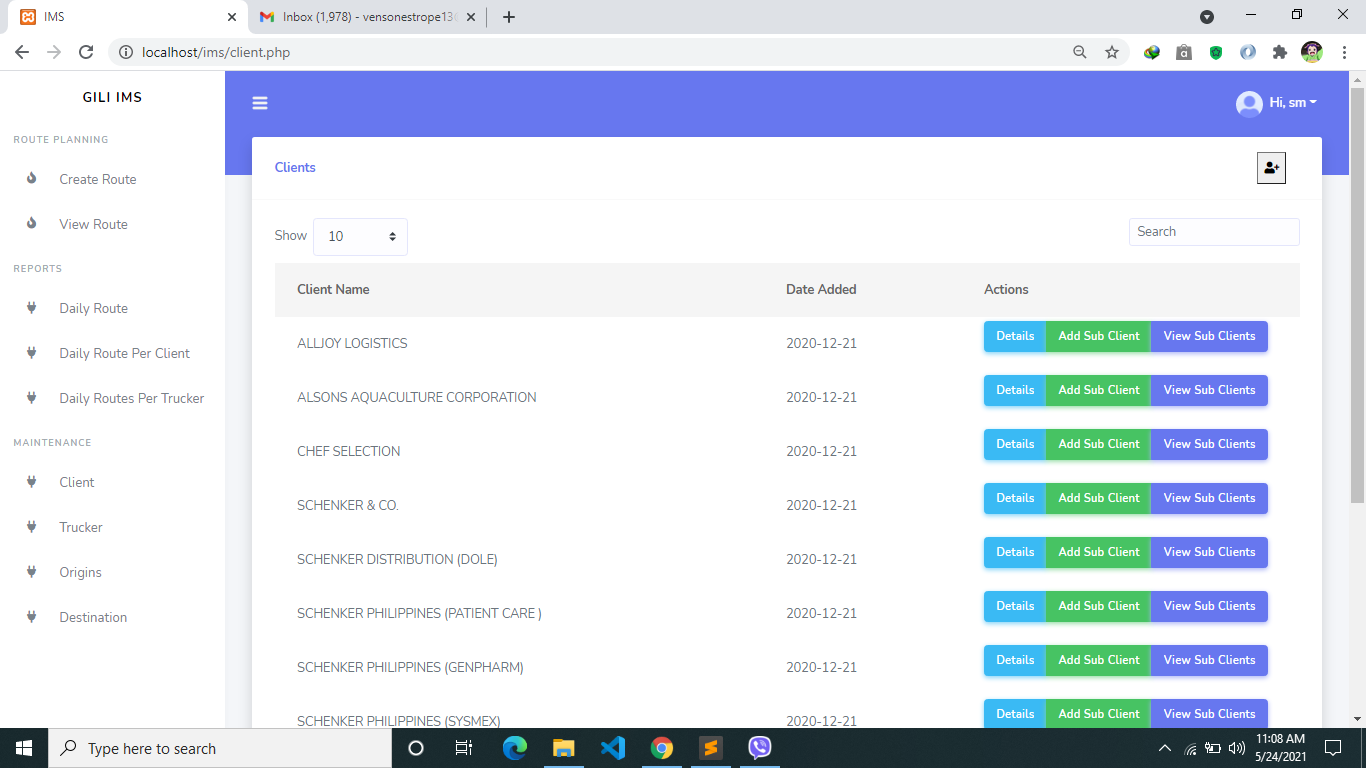 IMS
Inbox (1,978) - vensonestrope13
localhost/ims/client.php
GILI IMS
Hi, sm
ROUTE PLANNING
Create Route
View Route
REPORTS
Daily Route
Daily Route Per Client
Daily Routes Per Trucker
MAINTENANCE
Client
Trucker
Origins
Destination
Clients
Show 10
Search
Client Name Date Added Actions
ALLJOY LOGISTICS 2020-12-21 Details Add Sub Client View Sub Clients
ALSONS AQUACULTURE CORPORATION 2020-12-21 Details Add Sub Client View Sub Clients
CHEF SELECTION 2020-12-21 Details Add Sub Client View Sub Clients
SCHENKER & CO. 2020-12-21 Details Add Sub Client View Sub Clients
SCHENKER DISTRIBUTION (DOLE) 2020-12-21 Details Add Sub Client View Sub Clients
SCHENKER PHILIPPINES (PATIENT CARE ) 2020-12-21 Details Add Sub Client View Sub Clients
SCHENKER PHILIPPINES (GENPHARM) 2020-12-21 Details Add Sub Client View Sub Clients
SCHENKER PHILIPPINES (SYSMEX) 2020-12-21 Details Add Sub Client View Sub Clients
Type here to search
11:08 AM
5/24/2021